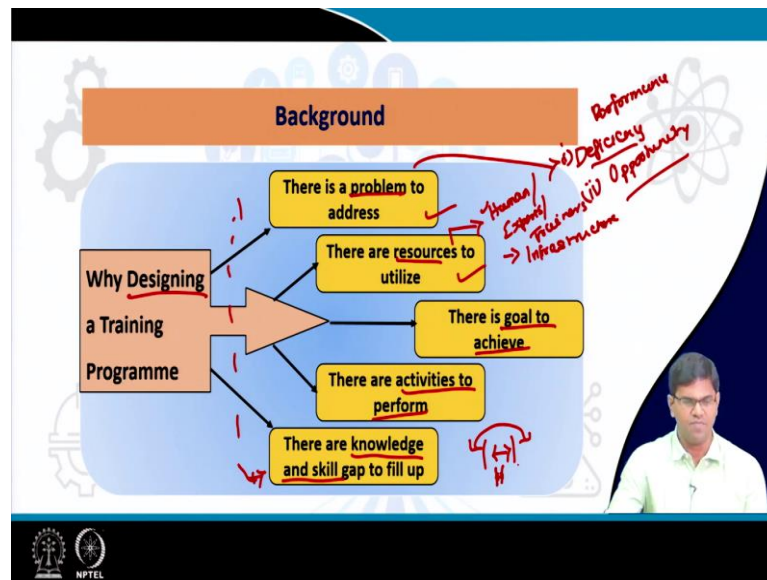 Background
Performance
i) Deficiency
ii) Opportunity
There is a problem to
address
Human/
Experts/
Trainers
→ Infrastructure
There are resources to
utilize
Why Designing
a Training
Programme
There is goal to
achieve
There are activities to
perform
There are knowledge
and skill gap to fill up
NPTEL